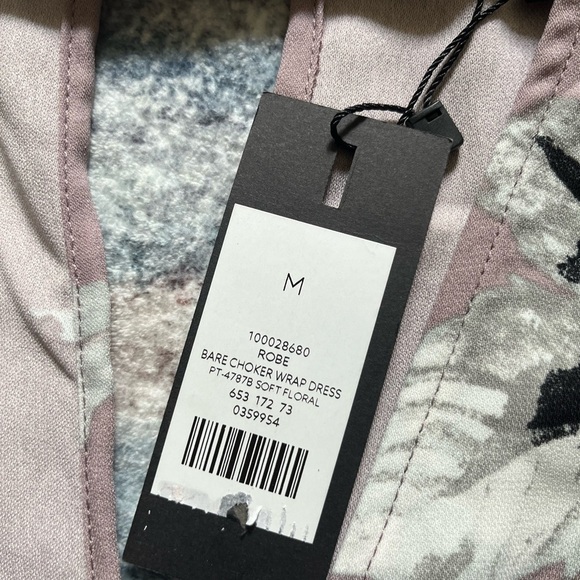 M
100028680
ROBE
BARE CHOKER WRAP DRESS
PT-4787B SOFT FLORAL
653 172 73
0359954